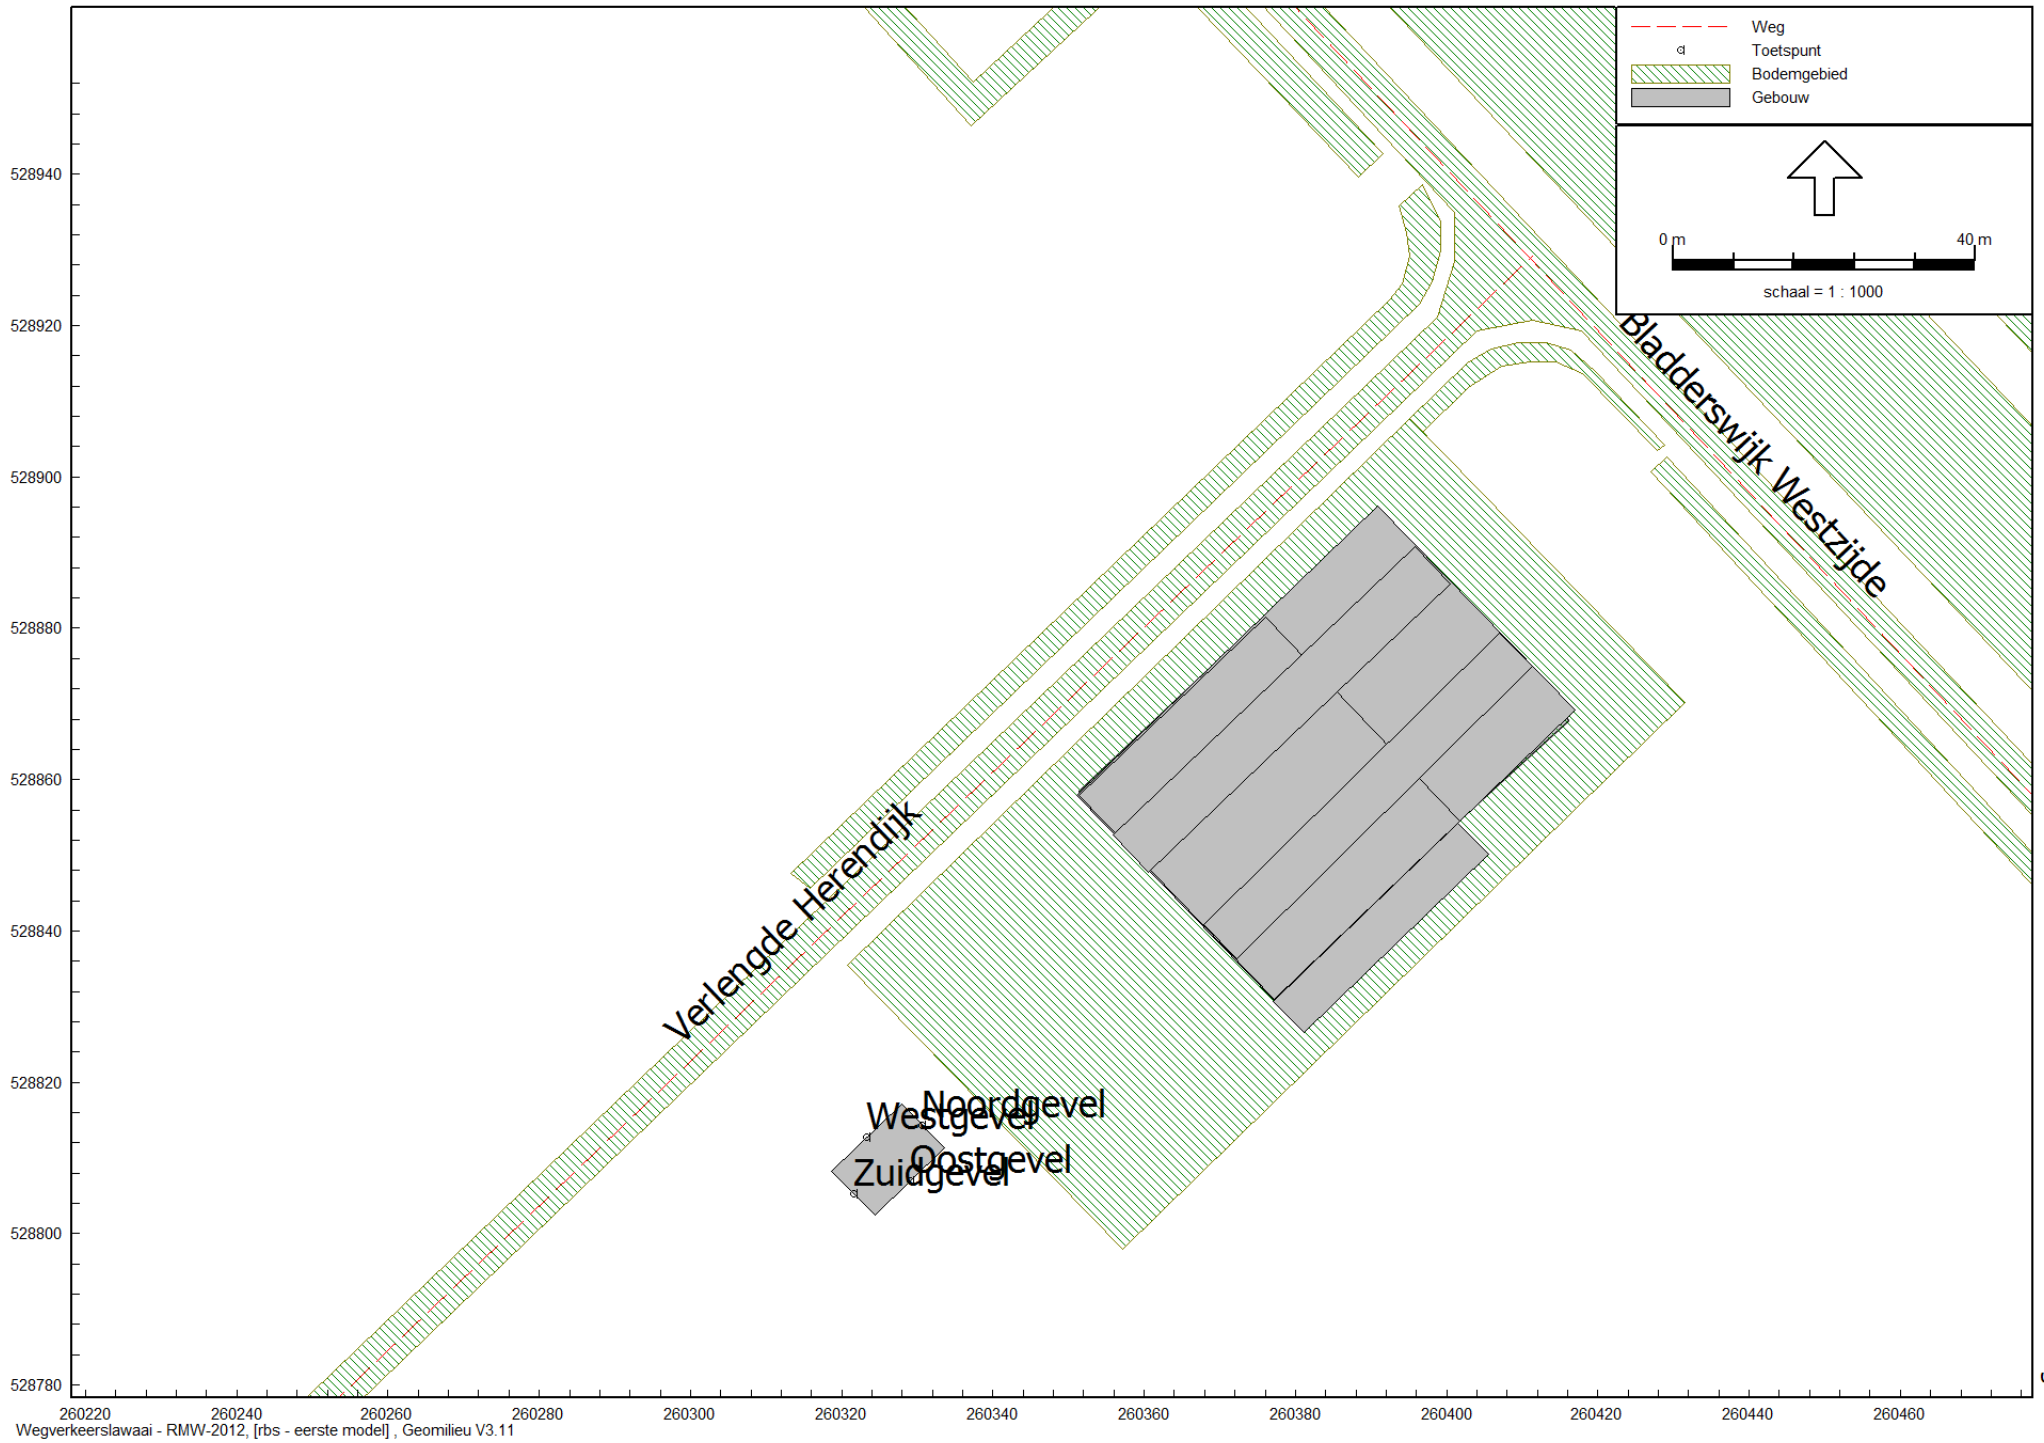 Weg
Toetspunt
Bodemgebied
Gebouw
0 m 40 m
schaal = 1 : 1000
Bladderswijk Westzijde
Verlengde Herendijk
Noordgevel
Westgevel
Oostgevel
Zuidgevel
528940
528920
528900
528880
528860
528840
528820
528800
528780
260220 260240 260260 260280 260300 260320 260340 260360 260380 260400 260420 260440 260460
Wegverkeerslawaai - RMW-2012, [rbs - eerste model] , Geomilieu V3.11